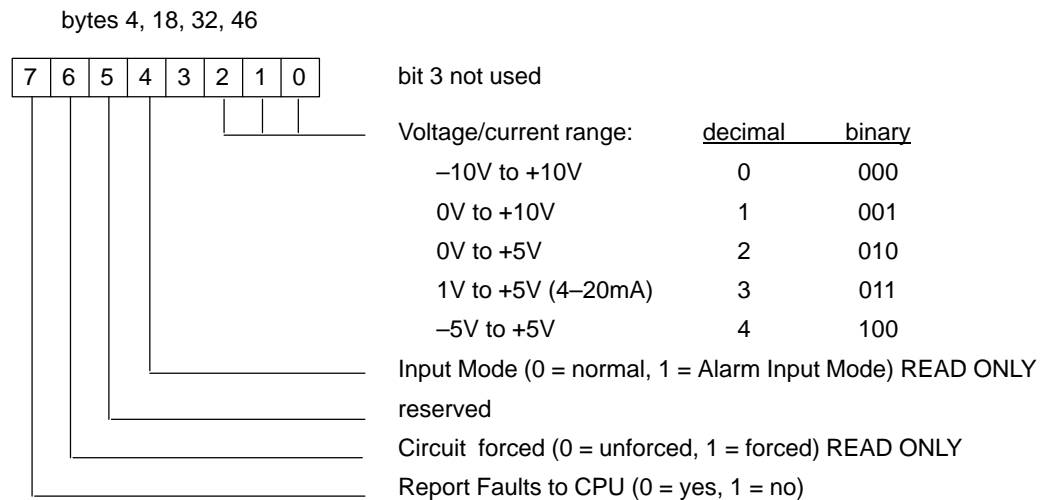 bytes 4, 18, 32, 46
7 6 5 4 3 2 1 0 bit 3 not used
Voltage/current range: decimal binary
–10V to +10V 0 000
0V to +10V 1 001
0V to +5V 2 010
1V to +5V (4–20mA) 3 011
–5V to +5V 4 100
Input Mode (0 = normal, 1 = Alarm Input Mode) READ ONLY
reserved
Circuit forced (0 = unforced, 1 = forced) READ ONLY
Report Faults to CPU (0 = yes, 1 = no)